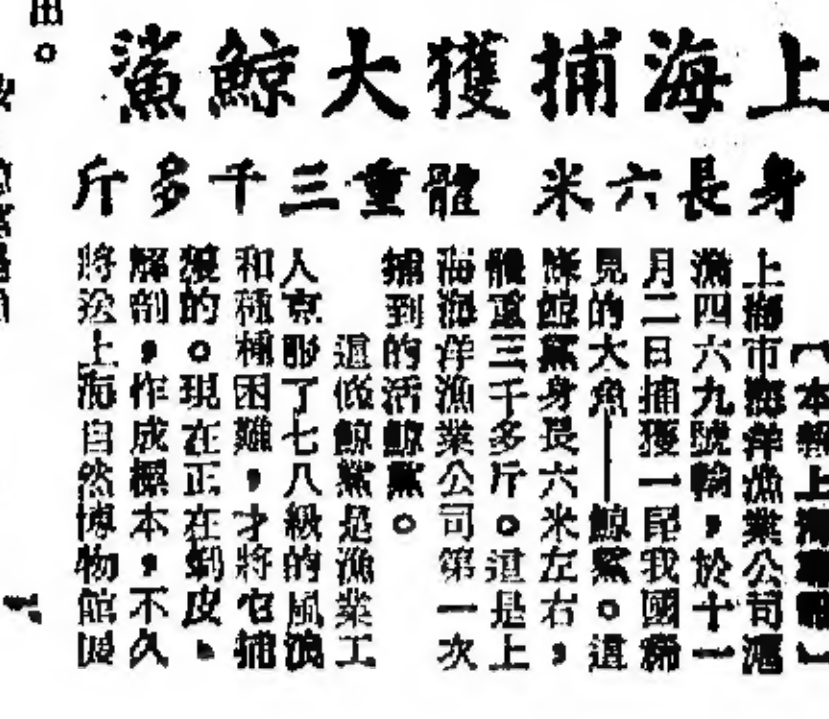 上海捕獲大鯨鯊
身長六米　體重三千多斤
【本報上海專電】
上海市海洋漁業公司滬
漁四六九號輪，於十一
月二日捕獲一尾我國稀
見的大魚——鯨鯊。這
條鯨鯊身長六米左右，
體重三千多斤。這是上
海海洋漁業公司第一次
捕到的活鯨鯊。
這條鯨鯊是漁業工
人克服了七八級的風浪
和種種困難，才將它捕
獲的。現在正在剝皮、
解剖，作成標本，不久
將送上海自然博物館展
出。